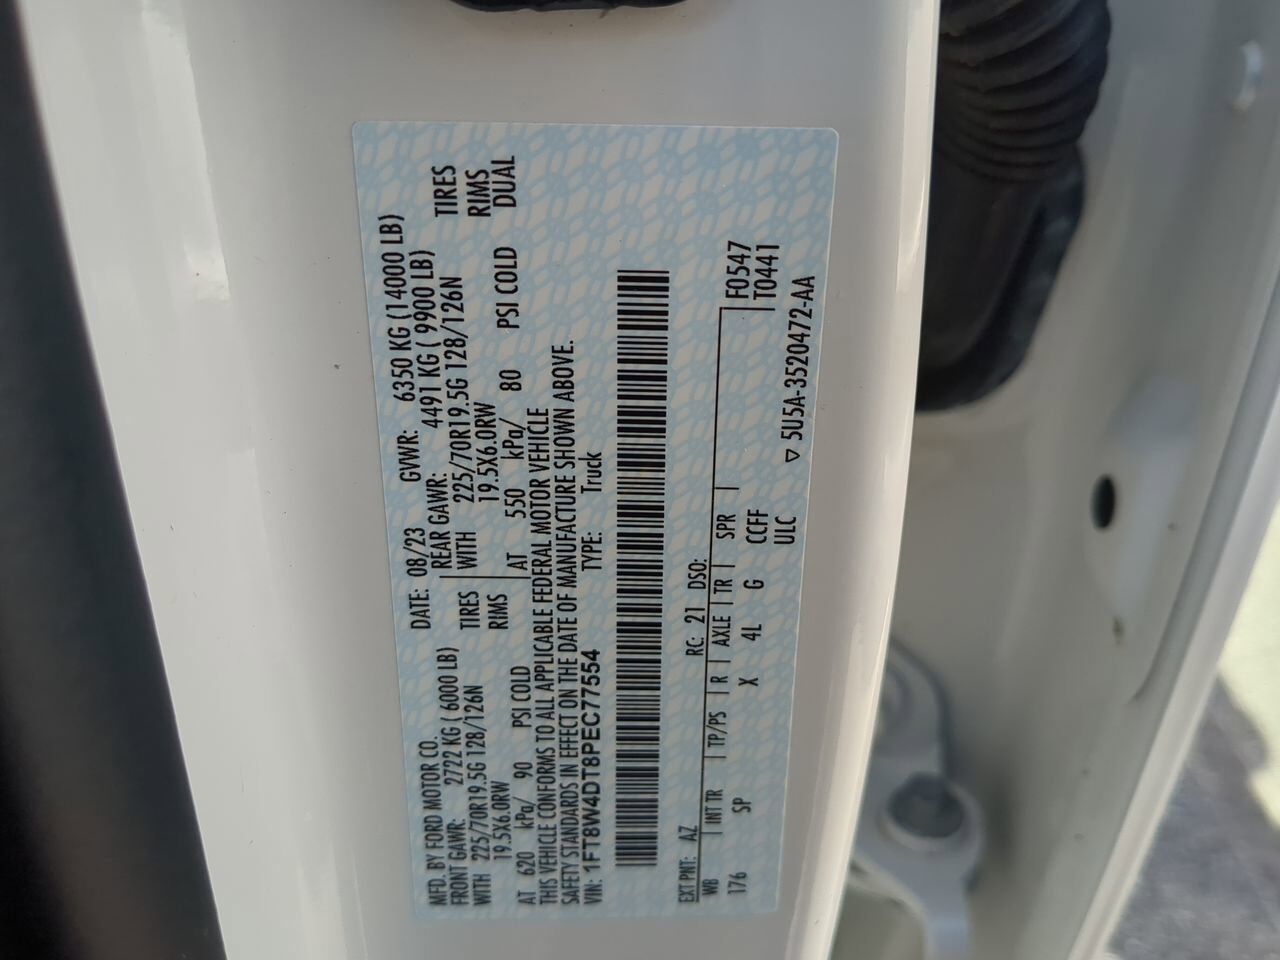 MFD. BY FORD MOTOR CO. DATE: 08/23 GVWR: 6350 KG (14000 LB)
FRONT GAWR: 2722 KG ( 6000 LB) REAR GAWR: 4491 KG ( 9900 LB)
WITH 225/70R19.5G 128/126N TIRES WITH 225/70R19.5G 128/126N TIRES
19.5X6.0RW RIMS 19.5X6.0RW RIMS
AT 620 kPa/ 90 PSI COLD AT 550 kPa/ 80 PSI COLD DUAL
THIS VEHICLE CONFORMS TO ALL APPLICABLE FEDERAL MOTOR VEHICLE
SAFETY STANDARDS IN EFFECT ON THE DATE OF MANUFACTURE SHOWN ABOVE.
VIN: 1FT8W4DT8PEC77554 TYPE: Truck
EXT PNT: AZ RC: 21 DSO:
WB INT TR TP/PS R AXLE TR SPR F0547
176 SP X 4L G CCFF T0441
ULC
▽ 5U5A-3520472-AA